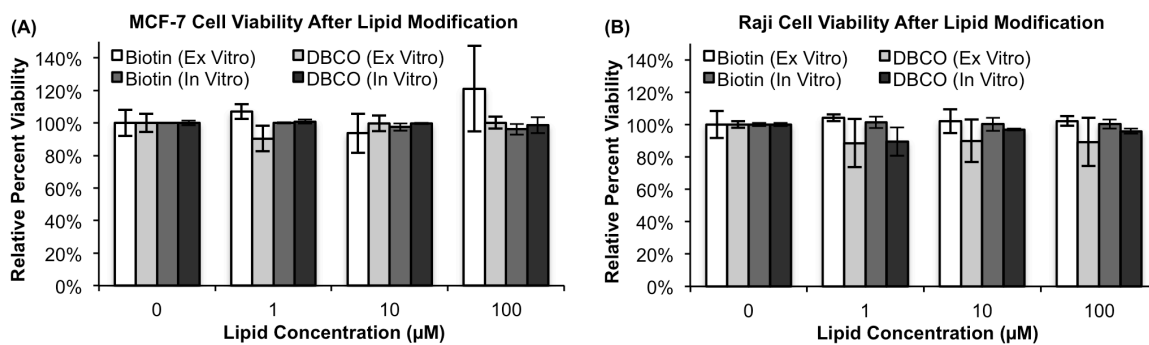 (A)
MCF-7 Cell Viability After Lipid Modification
Relative Percent Viability
140%
120%
100%
80%
60%
40%
20%
0%
Biotin (Ex Vitro)
DBCO (Ex Vitro)
Biotin (In Vitro)
DBCO (In Vitro)
0 1 10 100
Lipid Concentration (µM)
(B)
Raji Cell Viability After Lipid Modification
Relative Percent Viability
140%
120%
100%
80%
60%
40%
20%
0%
Biotin (Ex Vitro)
DBCO (Ex Vitro)
Biotin (In Vitro)
DBCO (In Vitro)
0 1 10 100
Lipid Concentration (µM)